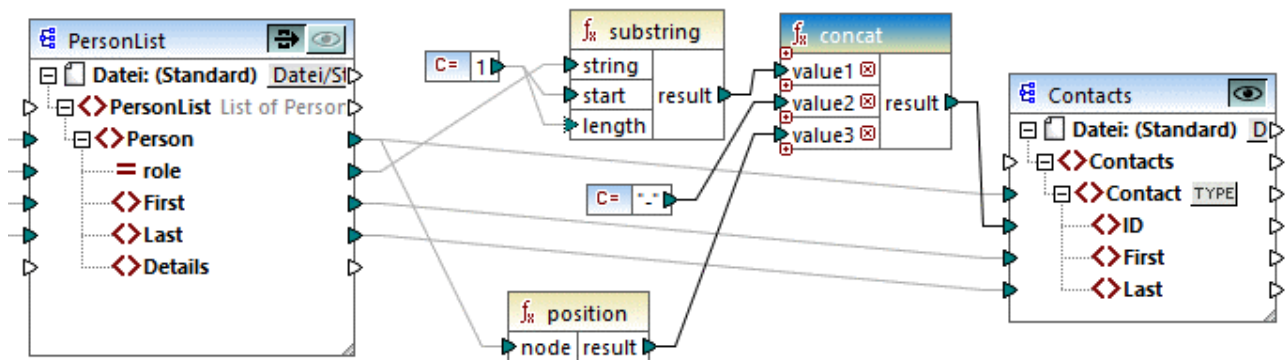 PersonList
Datei: (Standard) Datei/St
PersonList List of Person
Person
role
First
Last
Details
C= 1
substring
string
start
length
result
C= "-"
concat
value1
value2
value3
result
position
node result
Contacts
Datei: (Standard) D
Contacts
Contact TYPE
ID
First
Last